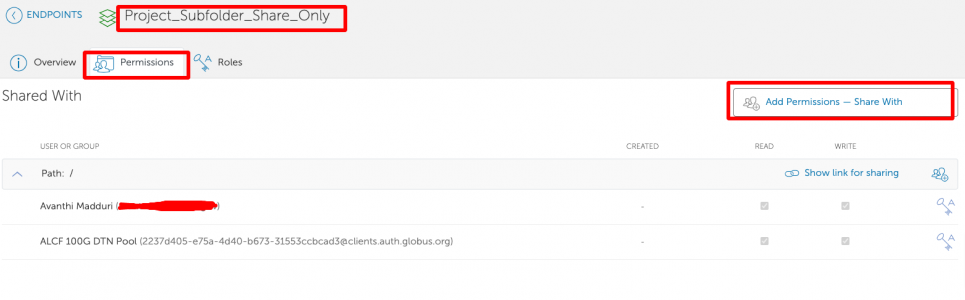 ENDPOINTS Project_Subfolder_Share_Only
Overview Permissions Roles
Shared With
Add Permissions — Share With
USER OR GROUP CREATED READ WRITE
Path: / Show link for sharing
Avanthi Madduri ( ) -
ALCF 100G DTN Pool (2237d405-e75a-4d40-b673-31553ccbcad3@clients.auth.globus.org) -